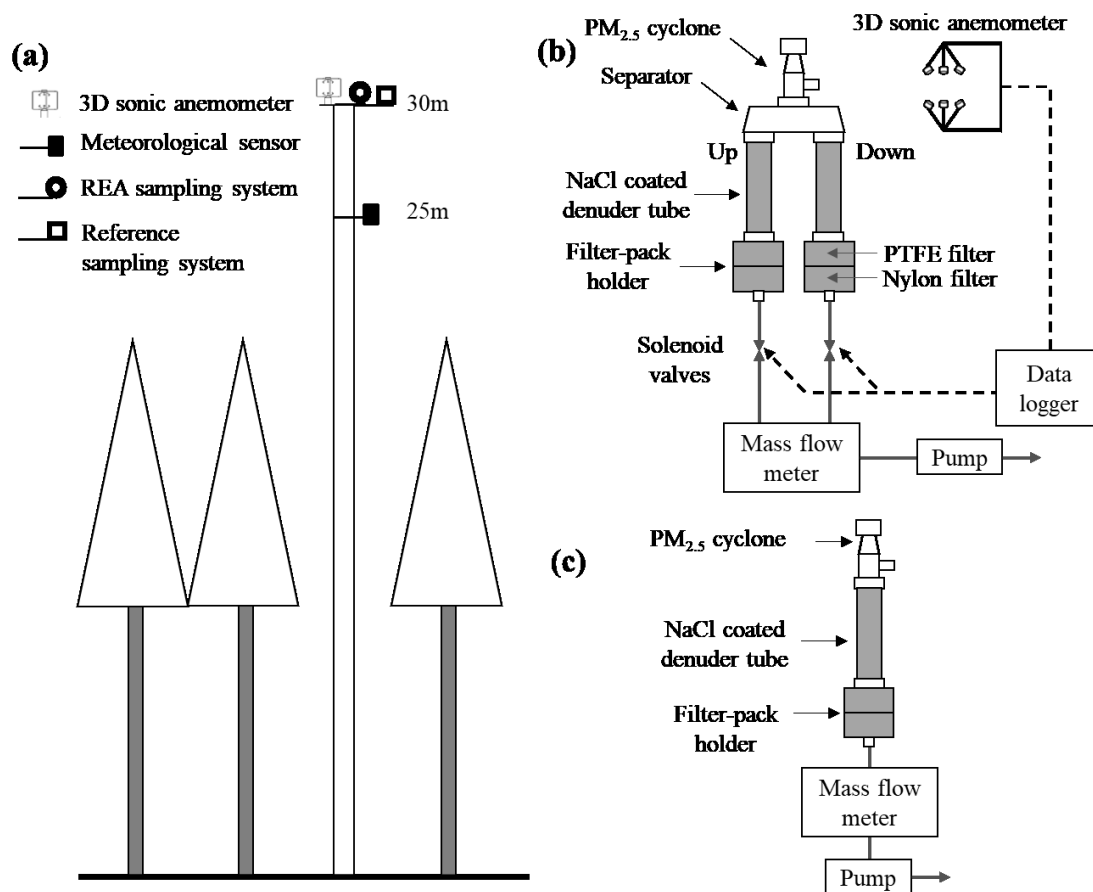 (a)
3D sonic anemometer
Meteorological sensor
REA sampling system
Reference
sampling system
30m
25m
(b)
PM2.5 cyclone
3D sonic anemometer
Separator
Up
Down
NaCl coated
denuder tube
Filter-pack
holder
PTFE filter
Nylon filter
Solenoid
valves
Data
logger
Mass flow
meter
Pump
(c)
PM2.5 cyclone
NaCl coated
denuder tube
Filter-pack
holder
Mass flow
meter
Pump